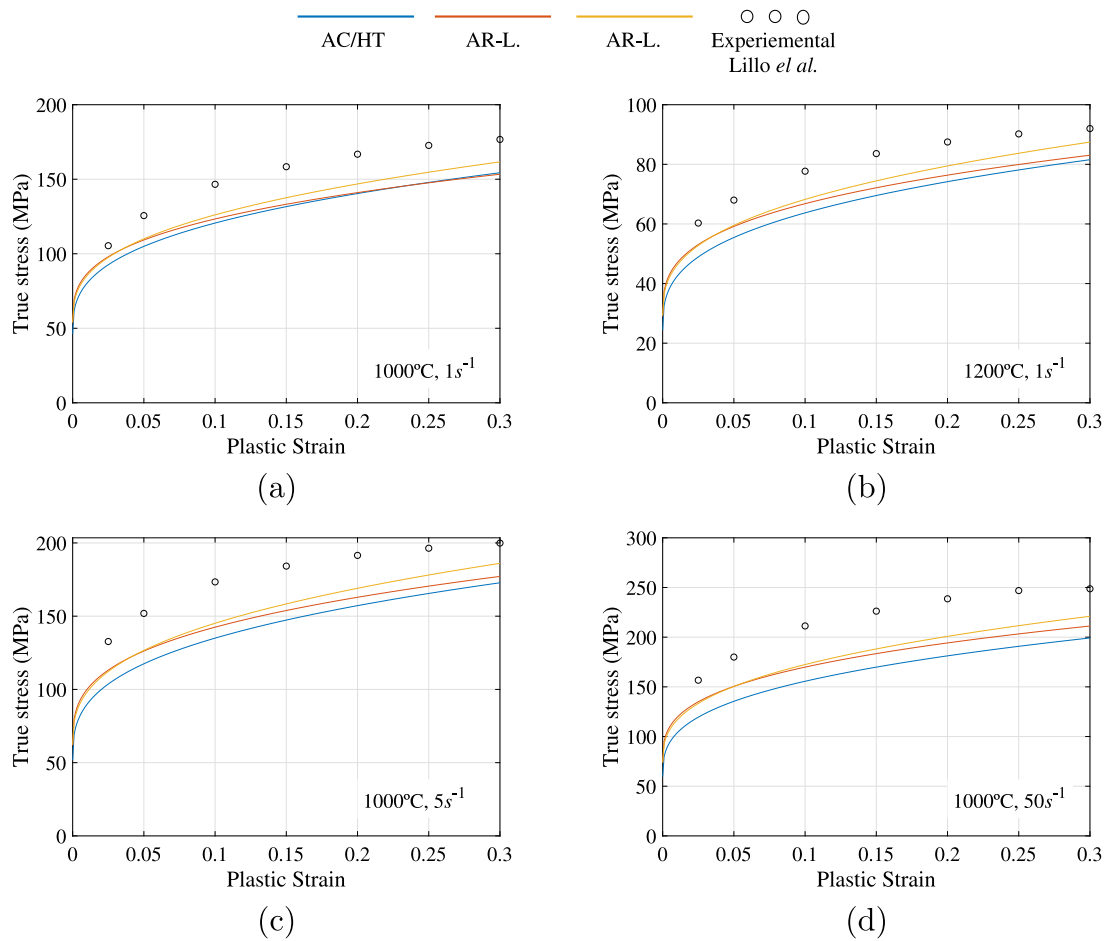 AC/HT AR-L. AR-L. Experiemental
Lillo el al.
200
150
100
50
0
True stress (MPa)
1000ºC, 1s-1
0 0.05 0.1 0.15 0.2 0.25 0.3
Plastic Strain
(a)
100
80
60
40
20
0
True stress (MPa)
1200ºC, 1s-1
0 0.05 0.1 0.15 0.2 0.25 0.3
Plastic Strain
(b)
200
150
100
50
0
True stress (MPa)
1000ºC, 5s-1
0 0.05 0.1 0.15 0.2 0.25 0.3
Plastic Strain
(c)
300
250
200
150
100
50
0
True stress (MPa)
1000ºC, 50s-1
0 0.05 0.1 0.15 0.2 0.25 0.3
Plastic Strain
(d)